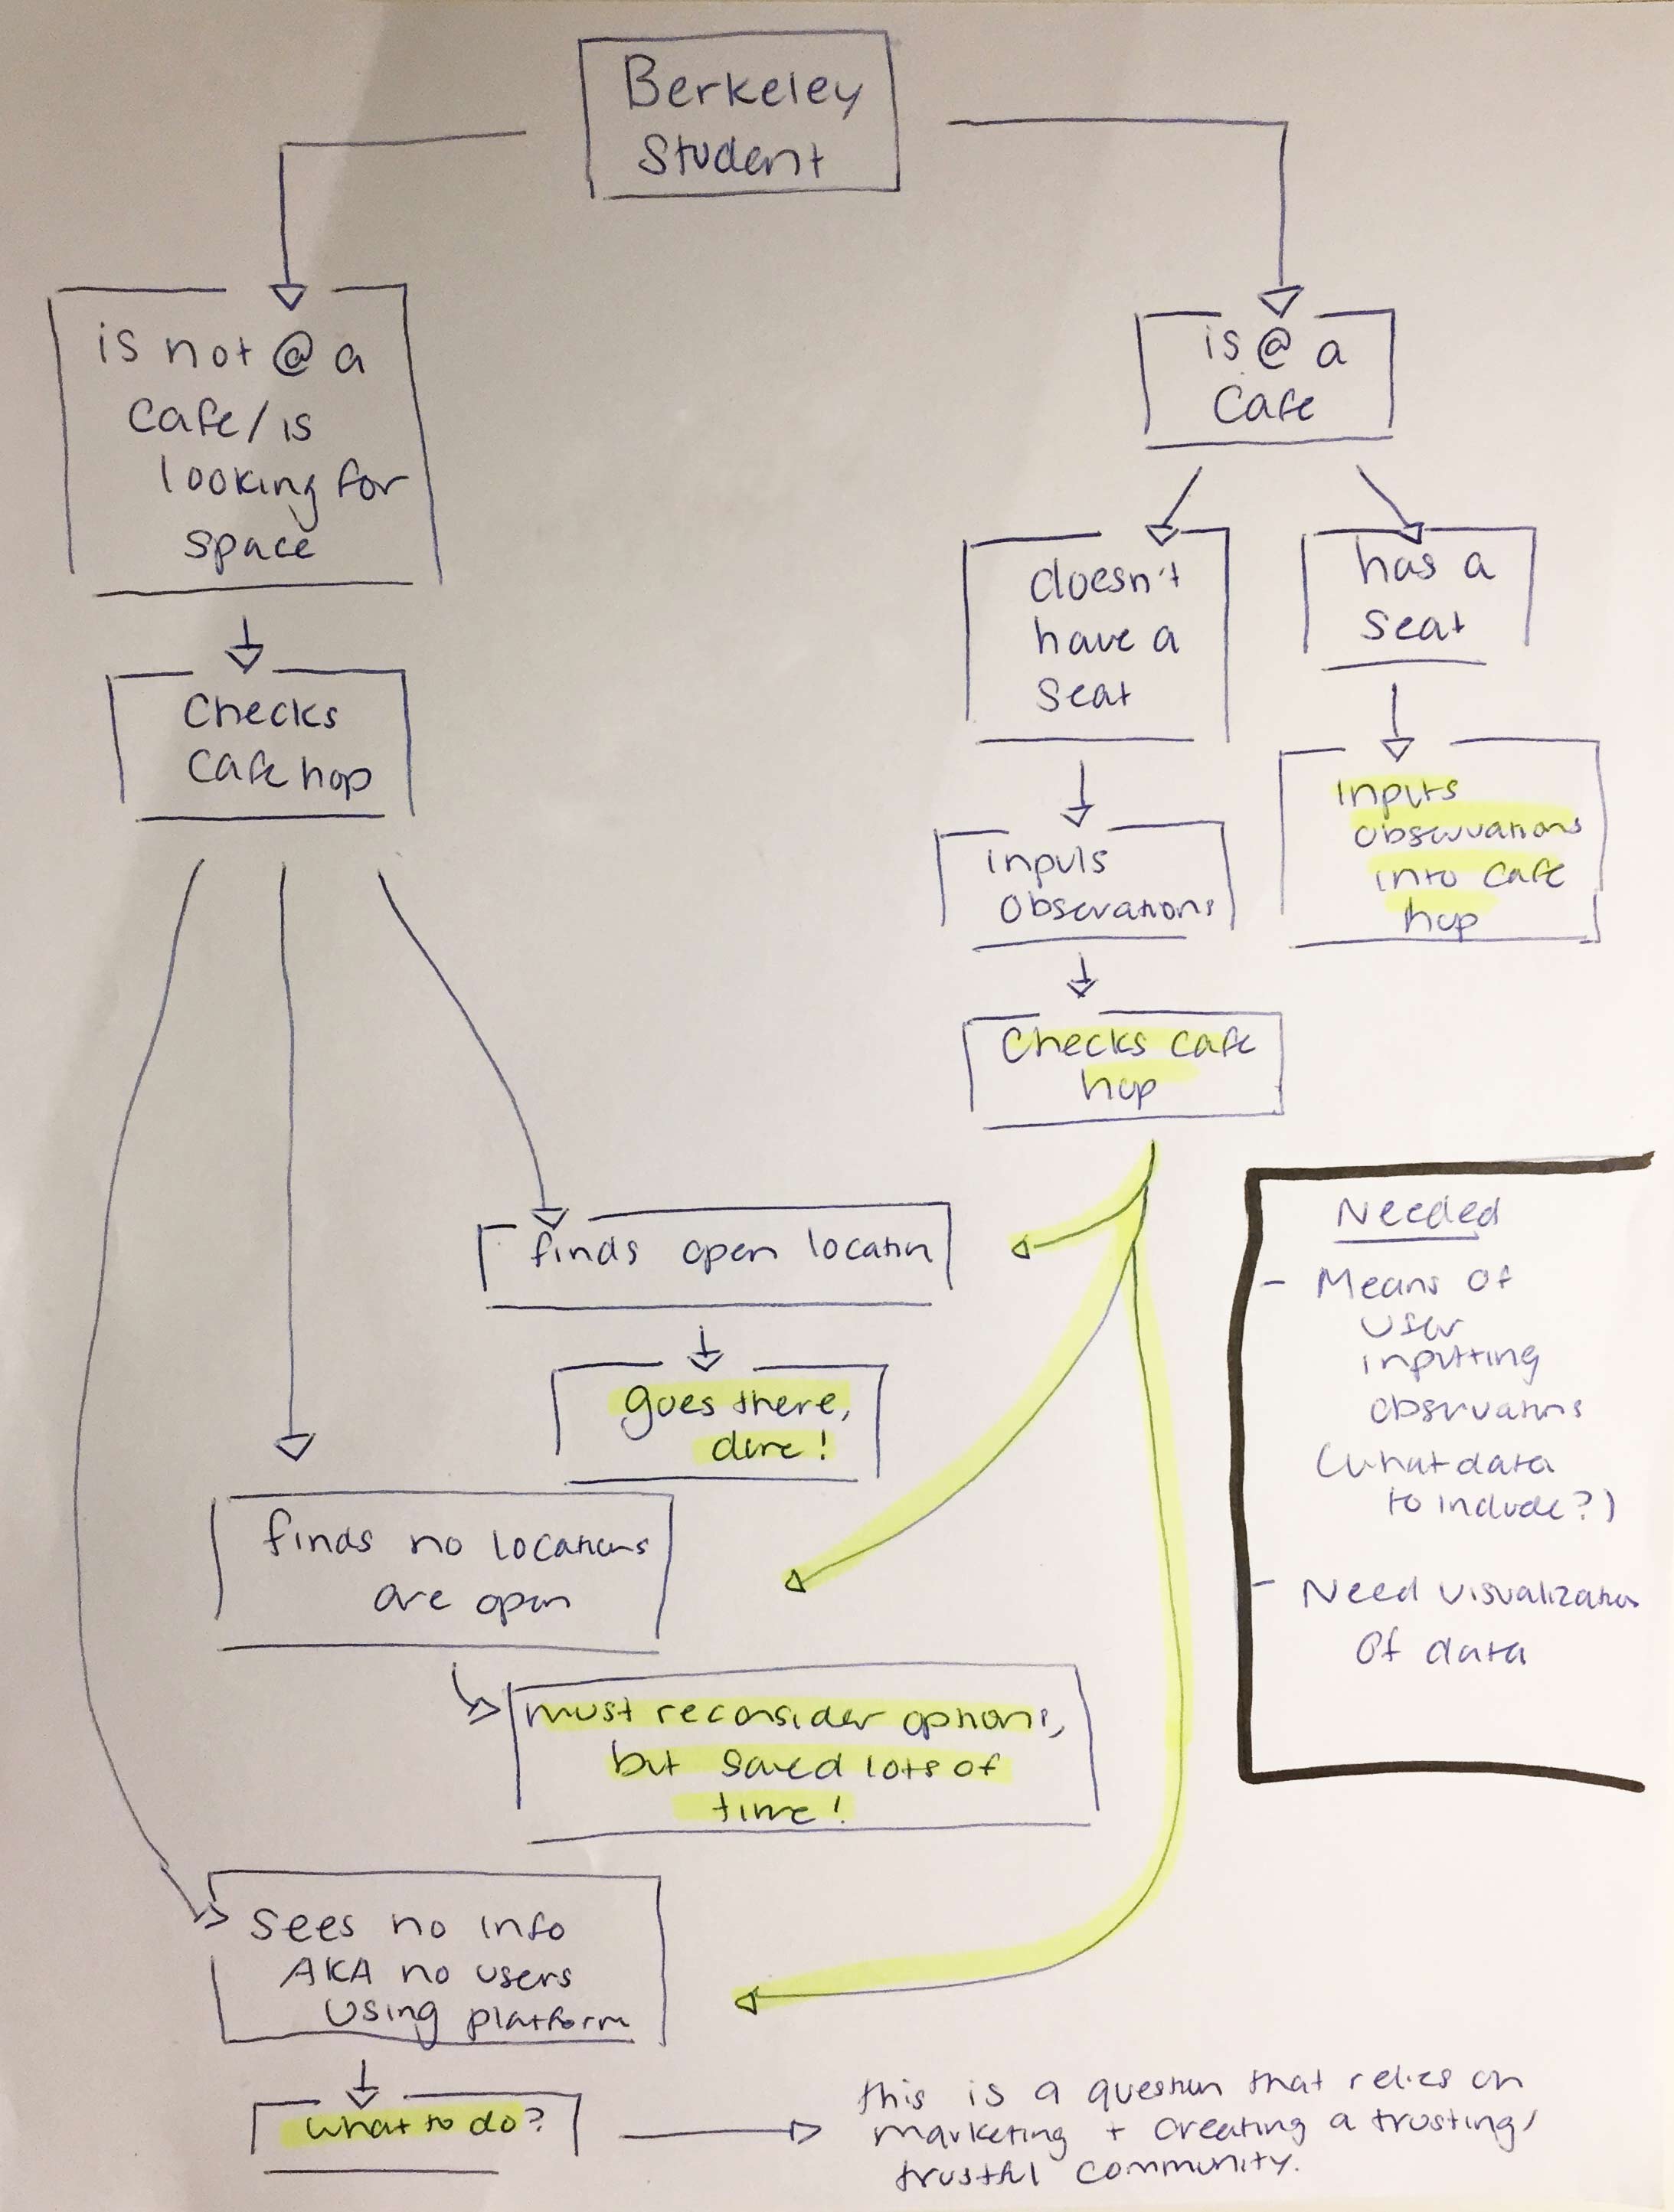 Berkeley
Student
is not @ a
Cafe/is
looking for
space
Checks
Cafe hop
is @ a
Cafe
doesn't
have a
seat
has a
seat
inputs
Observations
Inputs
Observations
into Cafe
hop
Checks Cafe
hop
finds open location
goes there,
done!
finds no locations
are open
must reconsider options,
but saved lots of
time!
Sees no info
AKA no users
Using platform
What to do?
this is a question that relies on
marketing + creating a trusting/
trustful community.
Needed
- Means of
user
inputting
observations
(what data
to include?)
- Need visualization
Of data